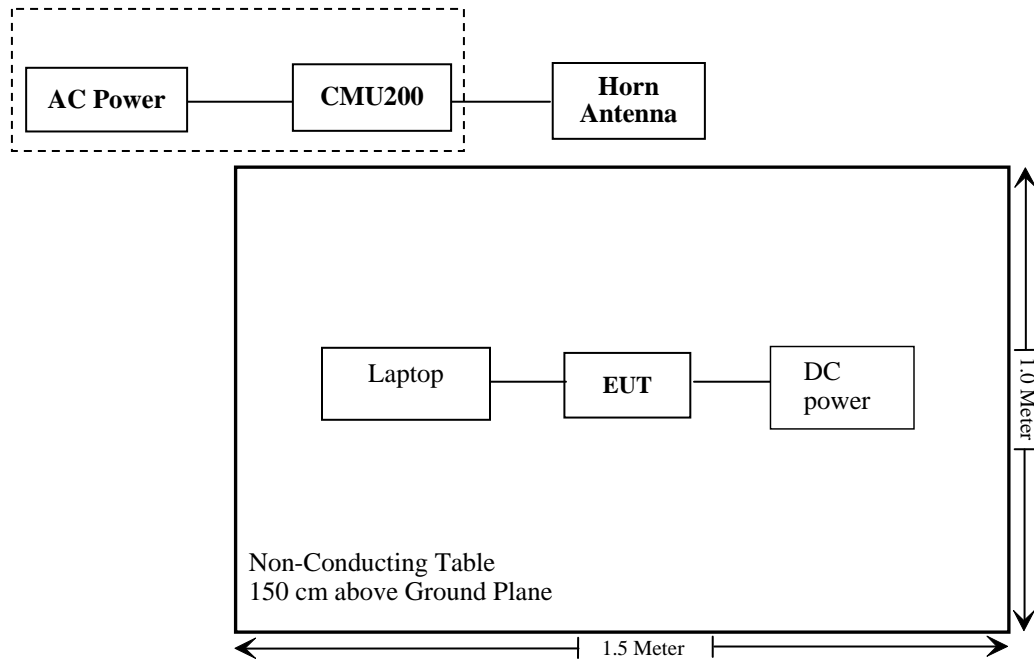 AC Power
CMU200
Horn
Antenna
Laptop
EUT
DC
power
1.0 Meter
Non-Conducting Table
150 cm above Ground Plane
1.5 Meter